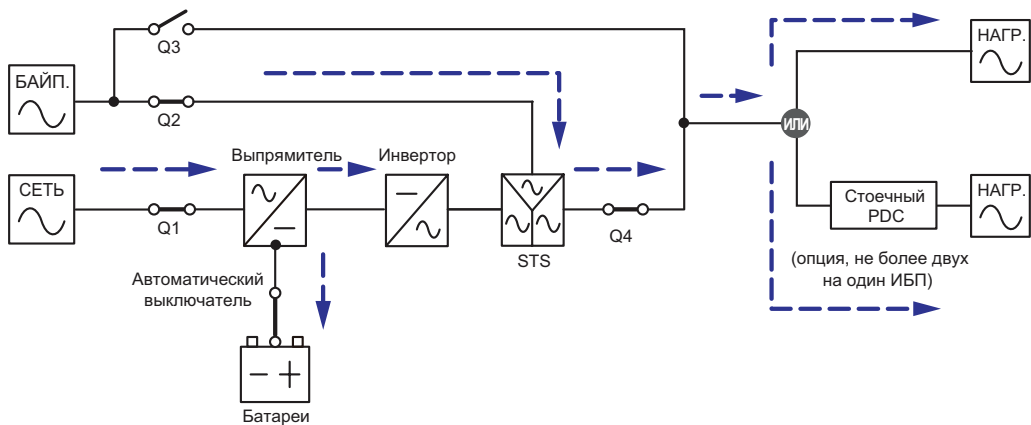 Q3
НАГР.
БАЙП.
Q2
ИЛИ
Выпрямитель
Инвертор
СЕТЬ
Q1
STS
Q4
Стоечный
PDC
НАГР.
(опция, не более двух
на один ИБП)
Автоматический
выключатель
Батареи